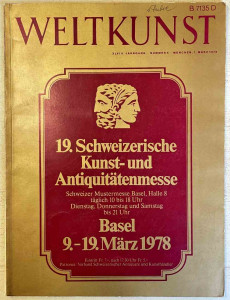 B 7135 D
WELTKUNST
19. Schweizerische
Kunst- und
Antiquitätenmesse
Schweizer Mustermesse Basel, Halle 8
täglich 10 bis 18 Uhr
Dienstag, Donnerstag und Samstag
bis 21 Uhr
Basel
9.–19. März 1978